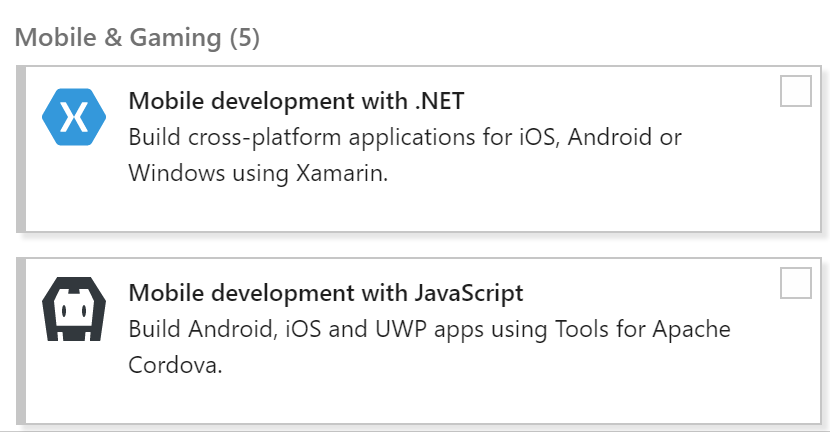 Mobile & Gaming (5)
Mobile development with .NET
Build cross-platform applications for iOS, Android or
Windows using Xamarin.
Mobile development with JavaScript
Build Android, iOS and UWP apps using Tools for Apache
Cordova.